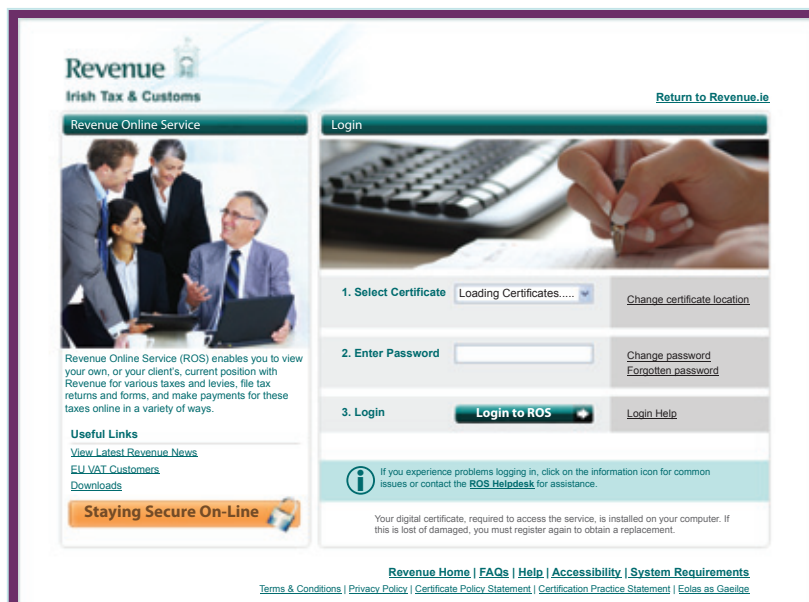 Revenue
Irish Tax & Customs
Return to Revenue.ie
Revenue Online Service
Login
1. Select Certificate
Loading Certificates.....
Change certificate location
2. Enter Password
Change password
Forgotten password
3. Login
Login to ROS
Login Help
Revenue Online Service (ROS) enables you to view
your own, or your client's, current position with
Revenue for various taxes and levies, file tax
returns and forms, and make payments for these
taxes online in a variety of ways.
Useful Links
View Latest Revenue News
EU VAT Customers
Downloads
Staying Secure On-Line
If you experience problems logging in, click on the information icon for common
issues or contact the ROS Helpdesk for assistance.
Your digital certificate, required to access the service, is installed on your computer. If
this is lost of damaged, you must register again to obtain a replacement.
Revenue Home | FAQs | Help | Accessibility | System Requirements
Terms & Conditions | Privacy Policy | Certificate Policy Statement | Certification Practice Statement | Eolas as Gaeilge